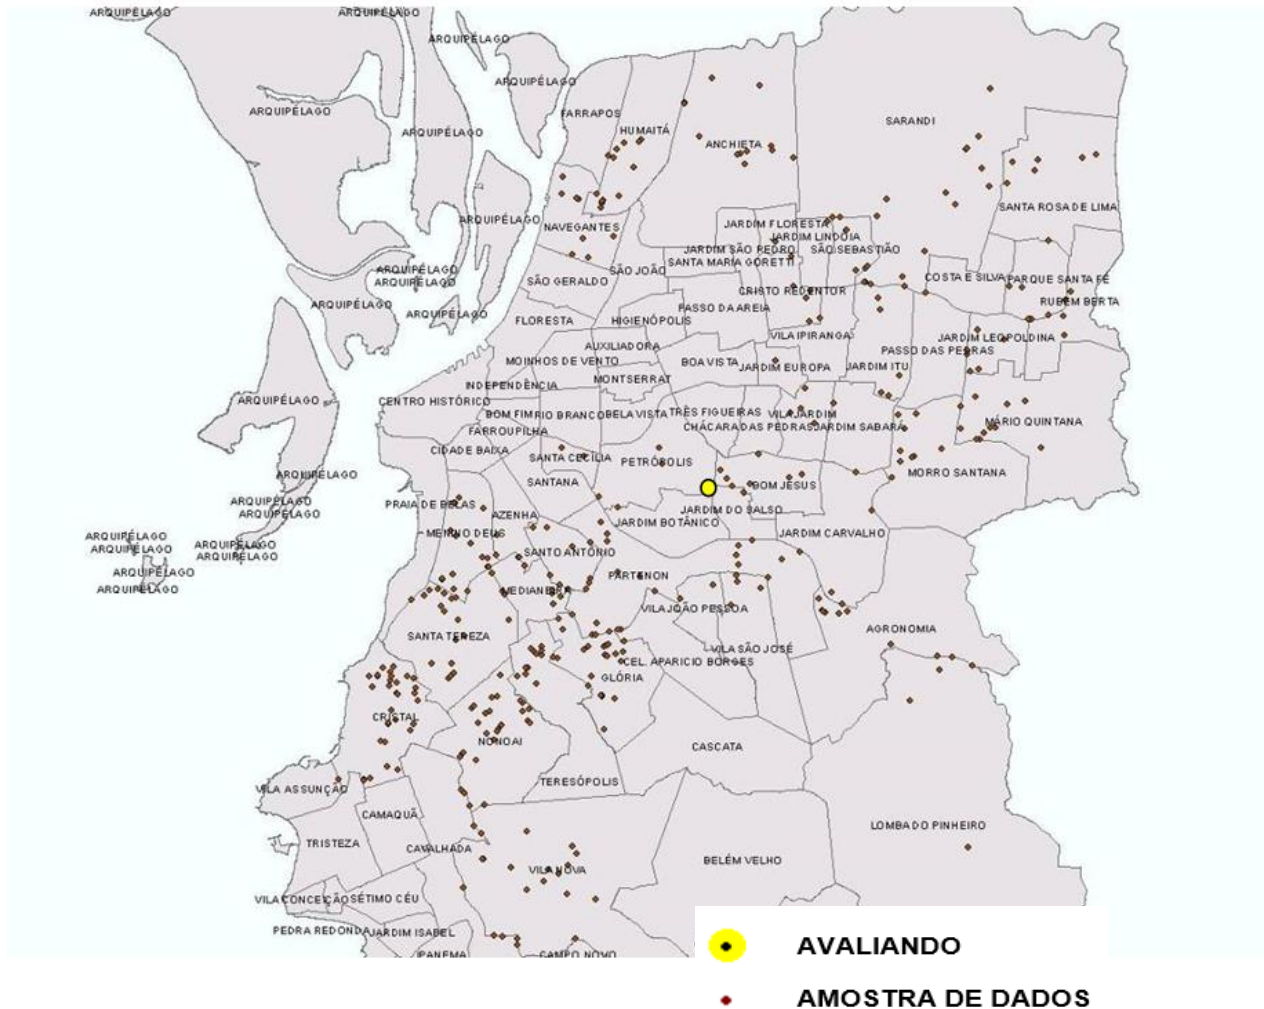 ARQUIPÉLAGO
ARQUIPÉLAGO
ARQUIPÉLAGO
ARQUIPÉLAGO
ARQUIPÉLAGO
FARRAPOS
SARANDI
HUMAITÁ
ARQUIPÉLAGO
ANCHIETA
SANTA ROSA DE LIMA
ARQUIPÉLAGO
NAVEGANTES
JARDIM FLORESTA
JARDIM LINDÓIA
JARDIM SÃO PEDRO
SÃO SEBASTIÃO
SANTA MARIA GORETTI
ARQUIPÉLAGO
SÃO JOÃO
COSTA E SILVA
PARQUE SANTA FÉ
ARQUIPÉLAGO
SÃO GERALDO
CRISTO REDENTOR
RUBEM BERTA
ARQUIPÉLAGO
PASSO DA AREIA
ARQUIPÉLAGO
FLORESTA
HIGIENÓPOLIS
VILA IPIRANGA
JARDIM LEOPOLDINA
AUXILIADORA
PASSO DAS PEDRAS
MOINHOS DE VENTO
BOA VISTA
JARDIM EUROPA
JARDIM ITU
MONTSERRAT
INDEPENDÊNCIA
ARQUIPÉLAGO
CENTRO HISTÓRICO
BOM FIM
RIO BRANCO
BELA VISTA
TRÊS FIGUEIRAS
VILA JARDIM
MÁRIO QUINTANA
FARROUPILHA
CHÁCARA DAS PEDRAS
JARDIM SABARÁ
CIDADE BAIXA
SANTA CECÍLIA
PETRÓPOLIS
ARQUIPÉLAGO
MORRO SANTANA
SANTANA
BOM JESUS
ARQUIPÉLAGO
PRAIA DE BELAS
ARQUIPÉLAGO
AZENHA
JARDIM DO SALSO
JARDIM BOTÂNICO
ARQUIPÉLAGO
MENINO DEUS
JARDIM CARVALHO
ARQUIPÉLAGO
ARQUIPÉLAGO
ARQUIPÉLAGO
SANTO ANTÔNIO
ARQUIPÉLAGO
PARTENON
ARQUIPÉLAGO
MEDIANEIRA
VILA JOÃO PESSOA
AGRONOMIA
SANTA TEREZA
VILA SÃO JOSÉ
CEL. APARICIO BORGES
GLÓRIA
CRISTAL
NONOAI
CASCATA
VILA ASSUNÇÃO
TERESÓPOLIS
CAMAQUÃ
LOMBA DO PINHEIRO
TRISTEZA
CAVALHADA
BELÉM VELHO
VILA NOVA
VILA CONCEIÇÃO
SÉTIMO CÉU
PEDRA REDONDA
JARDIM ISABEL
IPANEMA
CAMPO NOVO
AVALIANDO
AMOSTRA DE DADOS